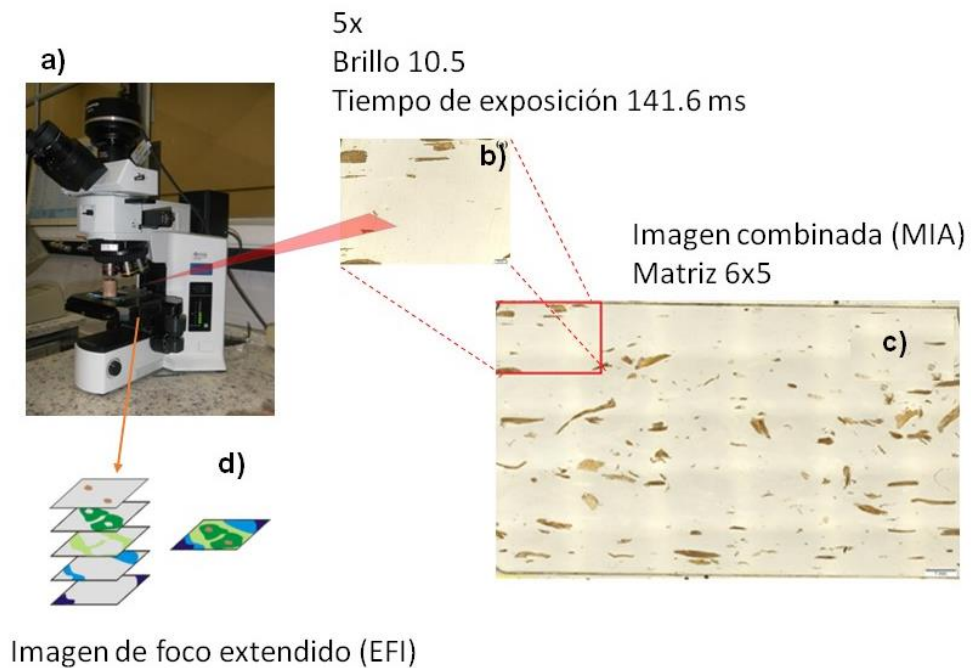 5x
Brillo 10.5
Tiempo de exposición 141.6 ms
a)
b)
Imagen combinada (MIA)
Matriz 6x5
c)
d)
Imagen de foco extendido (EFI)